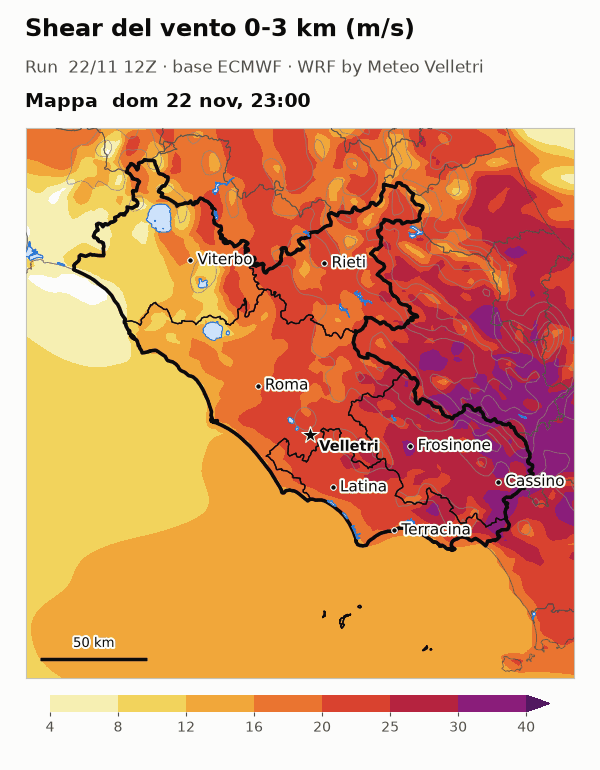 Shear del vento 0-3 km (m/s)
Run  22/11 12Z · base ECMWF · WRF by Meteo Velletri
Mappa  dom 22 nov, 23:00
Viterbo
Rieti
Roma
Velletri
Frosinone
Cassino
Latina
Terracina
50 km
4 8 12 16 20 25 30 40